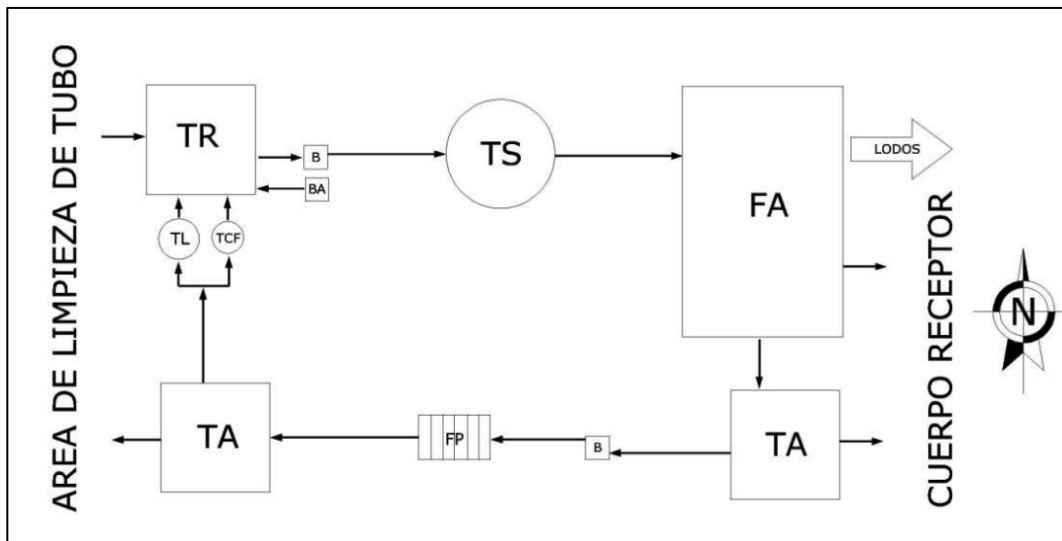 AREA DE LIMPIEZA DE TUBO
TR
B
BA
TS
FA
LODOS
TL
TCF
CUERPO RECEPTOR
N
TA
FP
B
TA